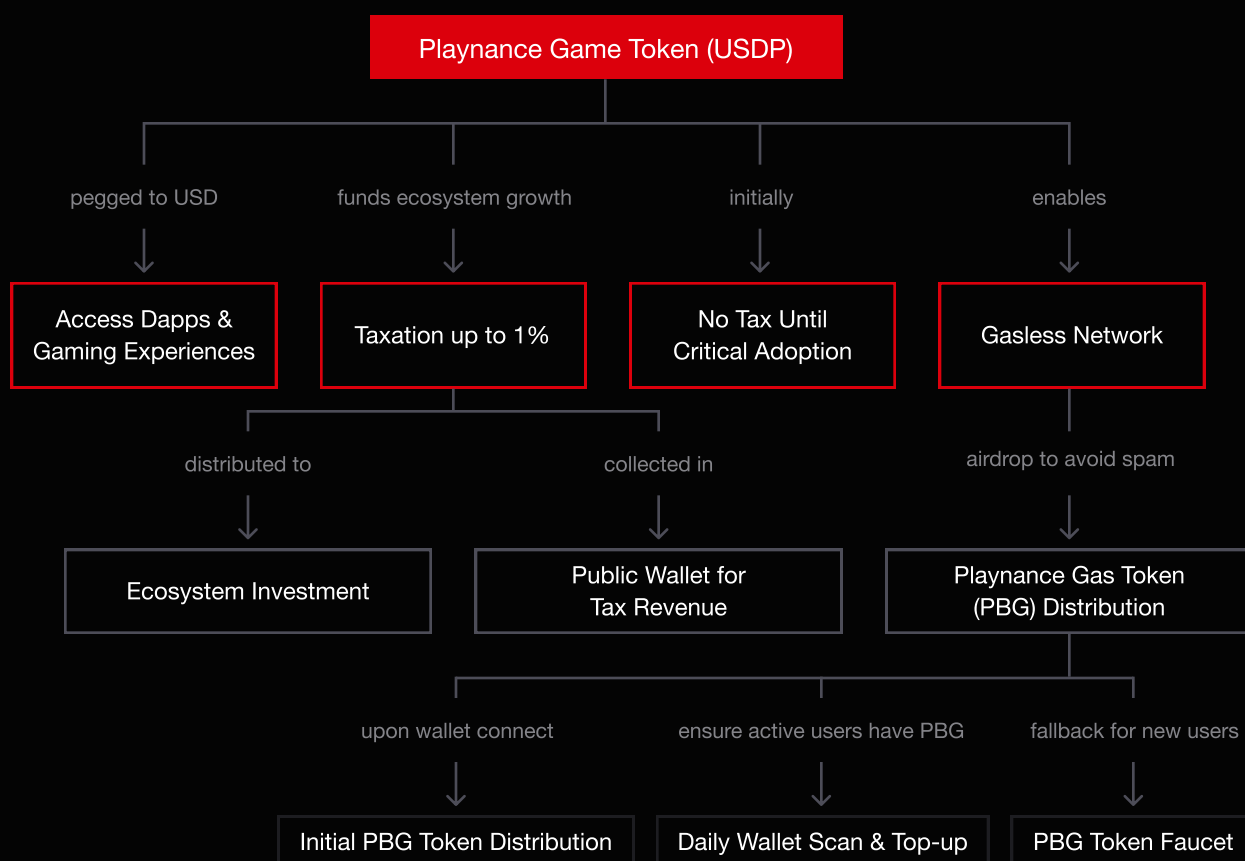 Playnance Game Token (USDP)
pegged to USD
funds ecosystem growth
initially
enables
Access Dapps &
Gaming Experiences
Taxation up to 1%
No Tax Until
Critical Adoption
Gasless Network
distributed to
collected in
airdrop to avoid spam
Ecosystem Investment
Public Wallet for
Tax Revenue
Playnance Gas Token
(PBG) Distribution
upon wallet connect
ensure active users have PBG
fallback for new users
Initial PBG Token Distribution
Daily Wallet Scan & Top-up
PBG Token Faucet